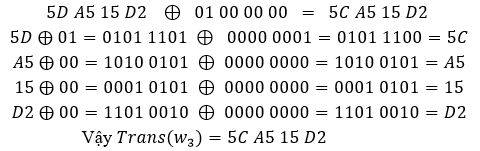 5D A5 15 D2 ⊕ 01 00 00 00 = 5C A5 15 D2
5D ⊕ 01 = 0101 1101 ⊕ 0000 0001 = 0101 1100 = 5C
A5 ⊕ 00 = 1010 0101 ⊕ 0000 0000 = 1010 0101 = A5
15 ⊕ 00 = 0001 0101 ⊕ 0000 0000 = 0001 0101 = 15
D2 ⊕ 00 = 1101 0010 ⊕ 0000 0000 = 1101 0010 = D2
Vậy Trans(w₃) = 5C A5 15 D2